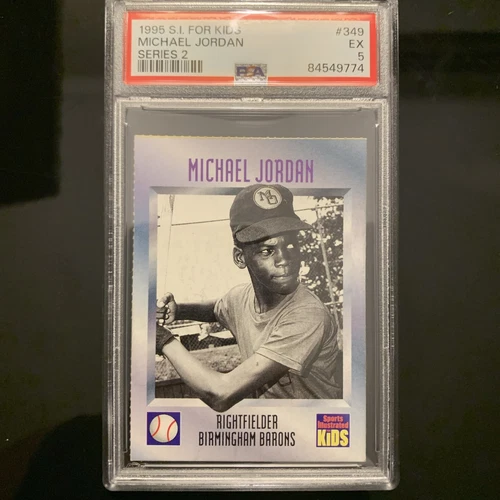 1995 S.I. FOR KIDS #349
MICHAEL JORDAN EX
SERIES 2 5
PSA 84549774
MICHAEL JORDAN
MO
RIGHTFIELDER
BIRMINGHAM BARONS
Sports
Illustrated
KiDS